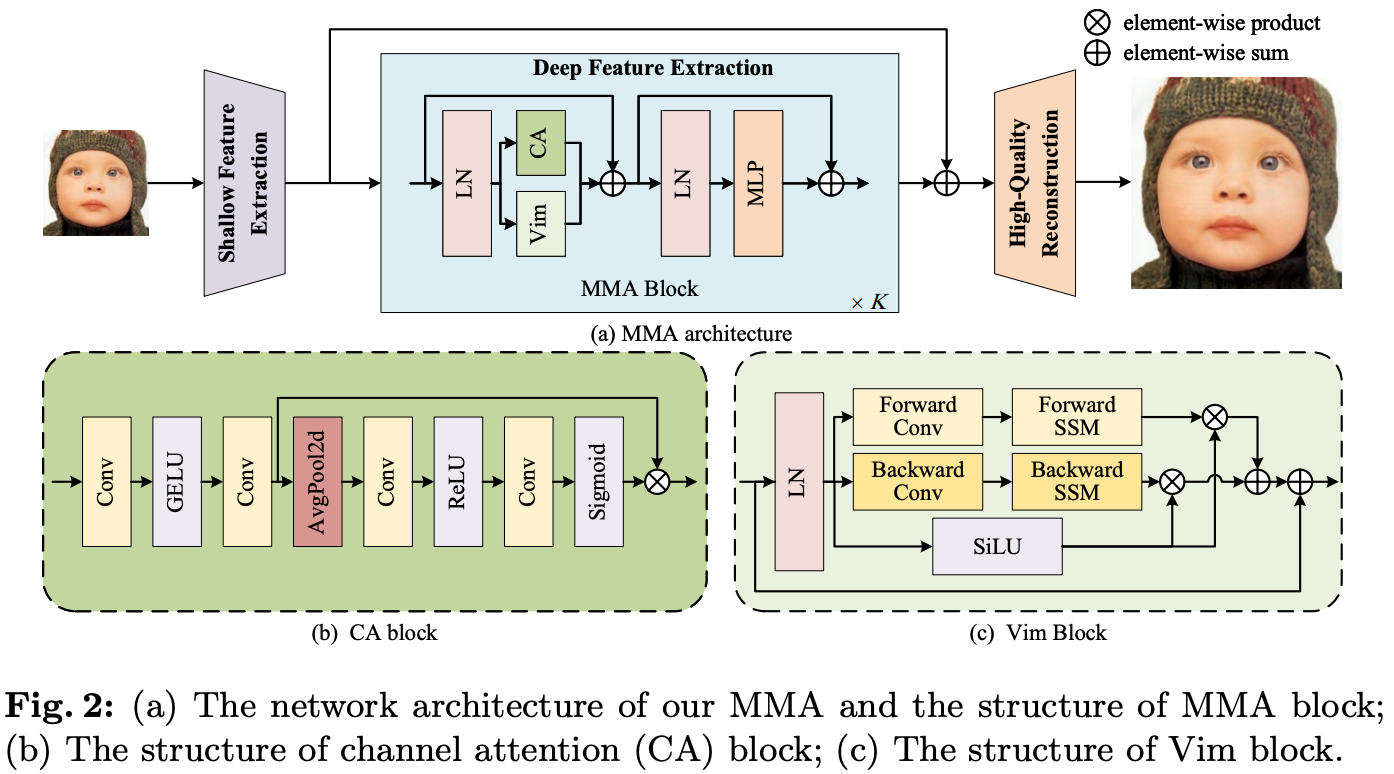 element-wise product
element-wise sum
Deep Feature Extraction
Shallow Feature
Extraction
LN
CA
Vim
LN
MLP
MMA Block
× K
High-Quality
Reconstruction
(a) MMA architecture
Conv
GELU
Conv
AvgPool2d
Conv
ReLU
Conv
Sigmoid
(b) CA block
LN
Forward
Conv
Forward
SSM
Backward
Conv
Backward
SSM
SiLU
(c) Vim Block
Fig. 2: (a) The network architecture of our MMA and the structure of MMA block;
(b) The structure of channel attention (CA) block; (c) The structure of Vim block.